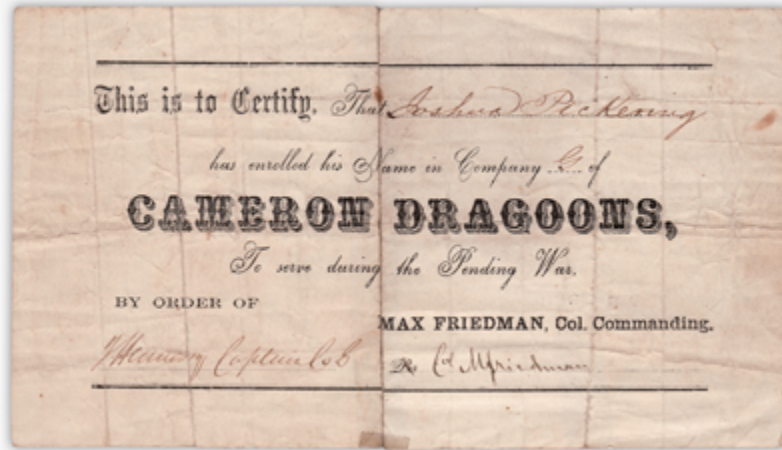 This is to Certify, That Joshua Pickering
has enrolled his Name in Company G of
CAMERON DRAGOONS,
To serve during the Pending War.
BY ORDER OF
MAX FRIEDMAN, Col. Commanding.
Captain Co
Col M Friedman